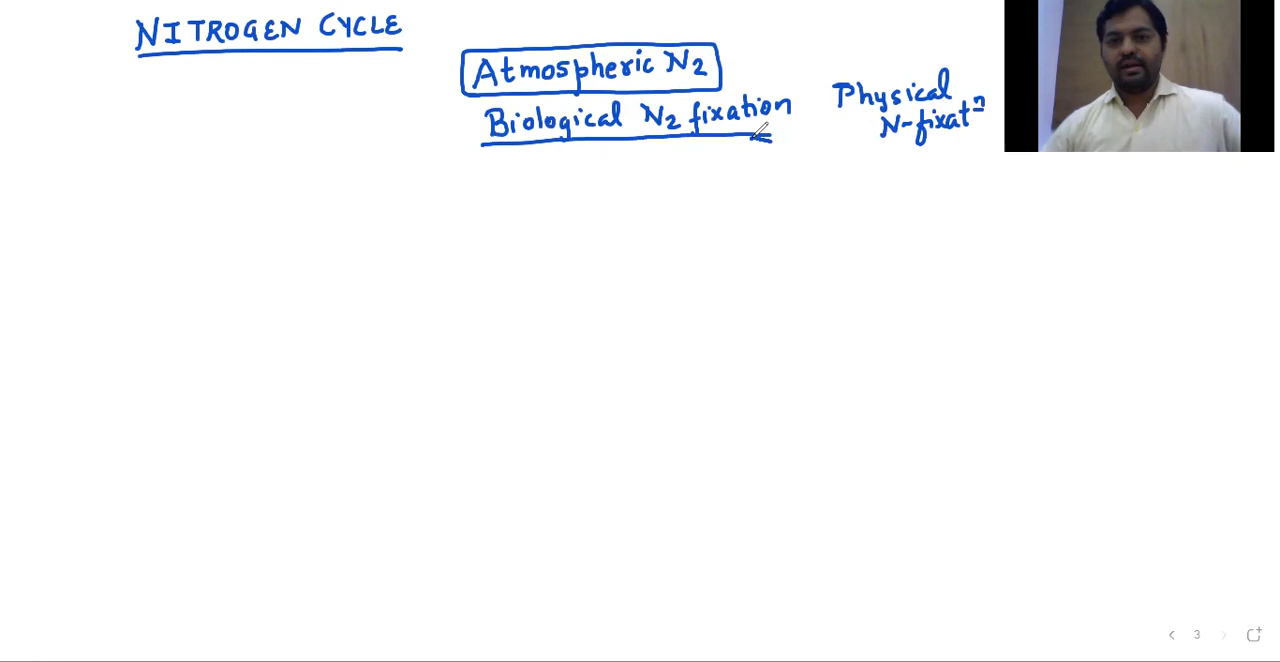 NITROGEN CYCLE
Atmospheric N2
Biological N2 fixation
Physical
N-fixatn
3